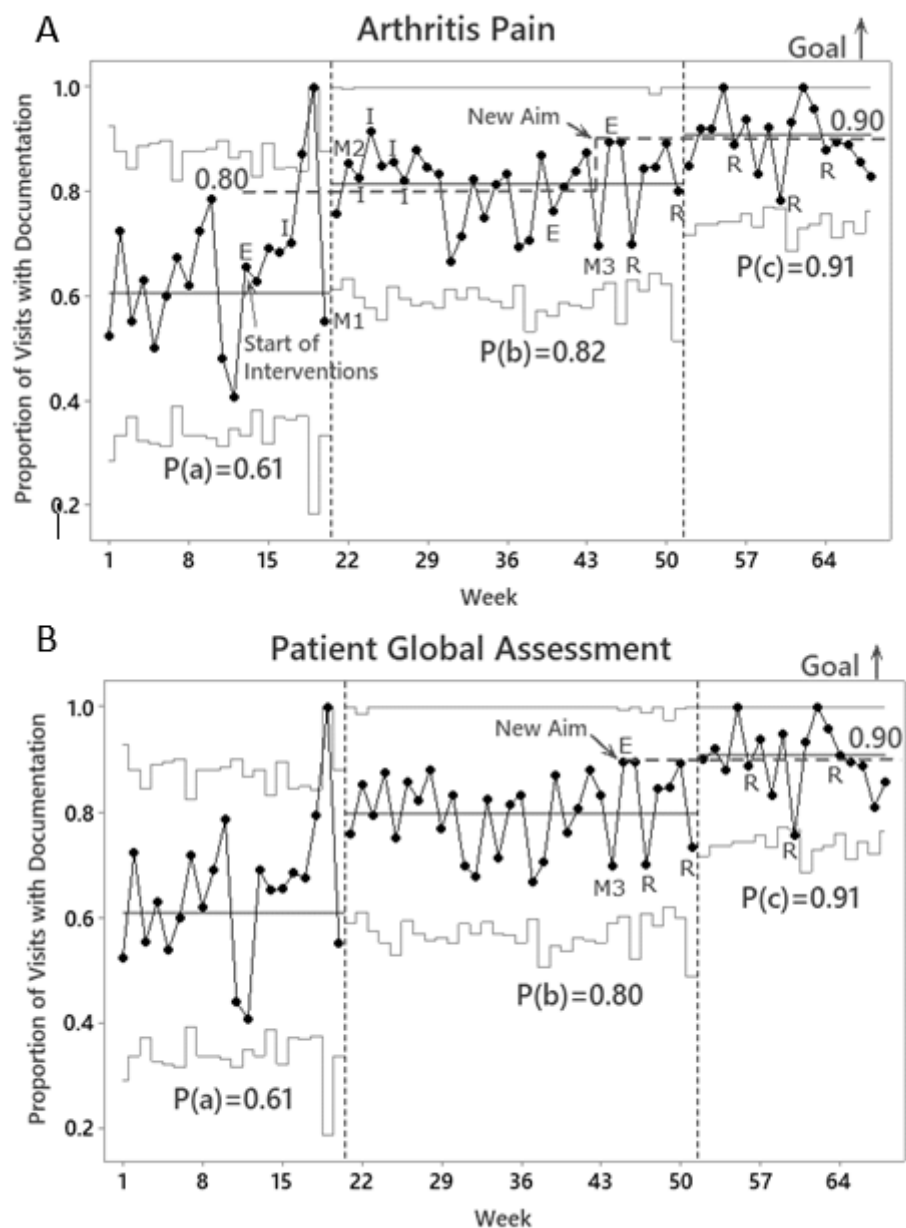 A
Arthritis Pain
Goal
Proportion of Visits with Documentation
1.0
0.8
0.6
0.4
0.2
0.80
E
I
Start of
Interventions
P(a)=0.61
M1
M2
I
I
I
I
New Aim
E
E
M3
R
R
P(b)=0.82
0.90
R
R
R
P(c)=0.91
1 8 15 22 29 36 43 50 57 64
Week
B
Patient Global Assessment
Goal
Proportion of Visits with Documentation
1.0
0.8
0.6
0.4
0.2
P(a)=0.61
New Aim
E
M3
R
R
P(b)=0.80
0.90
R
R
R
P(c)=0.91
1 8 15 22 29 36 43 50 57 64
Week